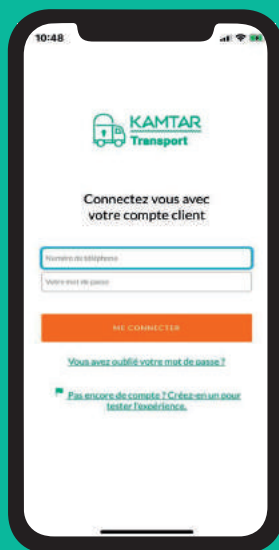 10:48
KAMTAR
Transport
Connectez vous avec
votre compte client
Numéro de téléphone
Votre mot de passe
ME CONNECTER
Vous avez oublié votre mot de passe ?
Pas encore de compte ? Créez-en un pour
tester l'expérience.